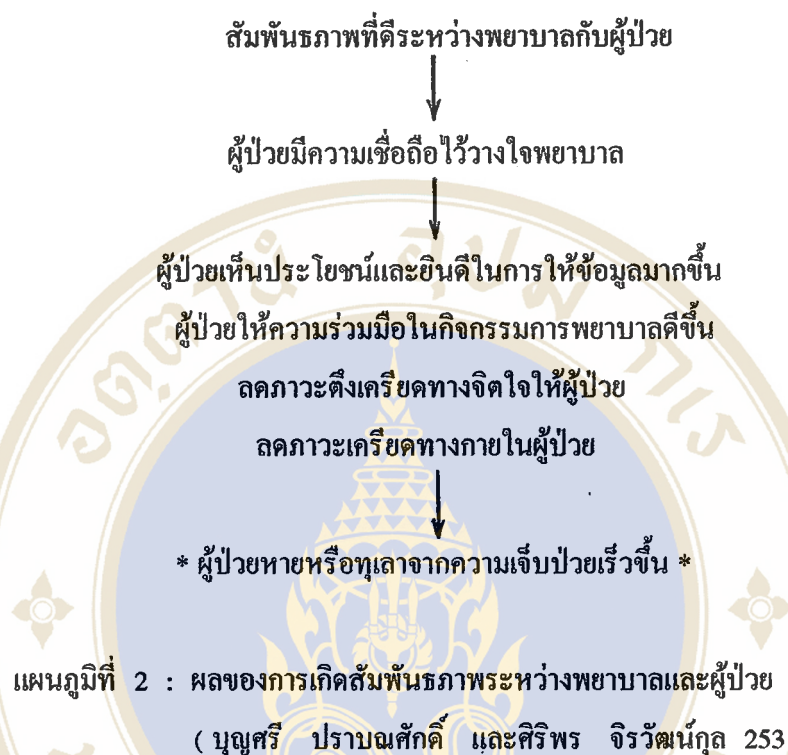 สัมพันธภาพที่ดีระหว่างพยาบาลกับผู้ป่วย
ผู้ป่วยมีความเชื่อถือไว้วางใจพยาบาล
ผู้ป่วยเห็นประโยชน์และยินดีในการให้ข้อมูลมากขึ้น
ผู้ป่วยให้ความร่วมมือในกิจกรรมการพยาบาลดีขึ้น
ลดภาวะตึงเครียดทางจิตใจให้ผู้ป่วย
ลดภาวะเครียดทางกายในผู้ป่วย
* ผู้ป่วยหายหรือทุเลาจากความเจ็บป่วยเร็วขึ้น *
แผนภูมิที่ 2 : ผลของการเกิดสัมพันธภาพระหว่างพยาบาลและผู้ป่วย
( บุญศรี ปราบณศักดิ์ และศิริพร จิรวัฒน์กุล 253
อตฺตานํ อุปมํ กเร